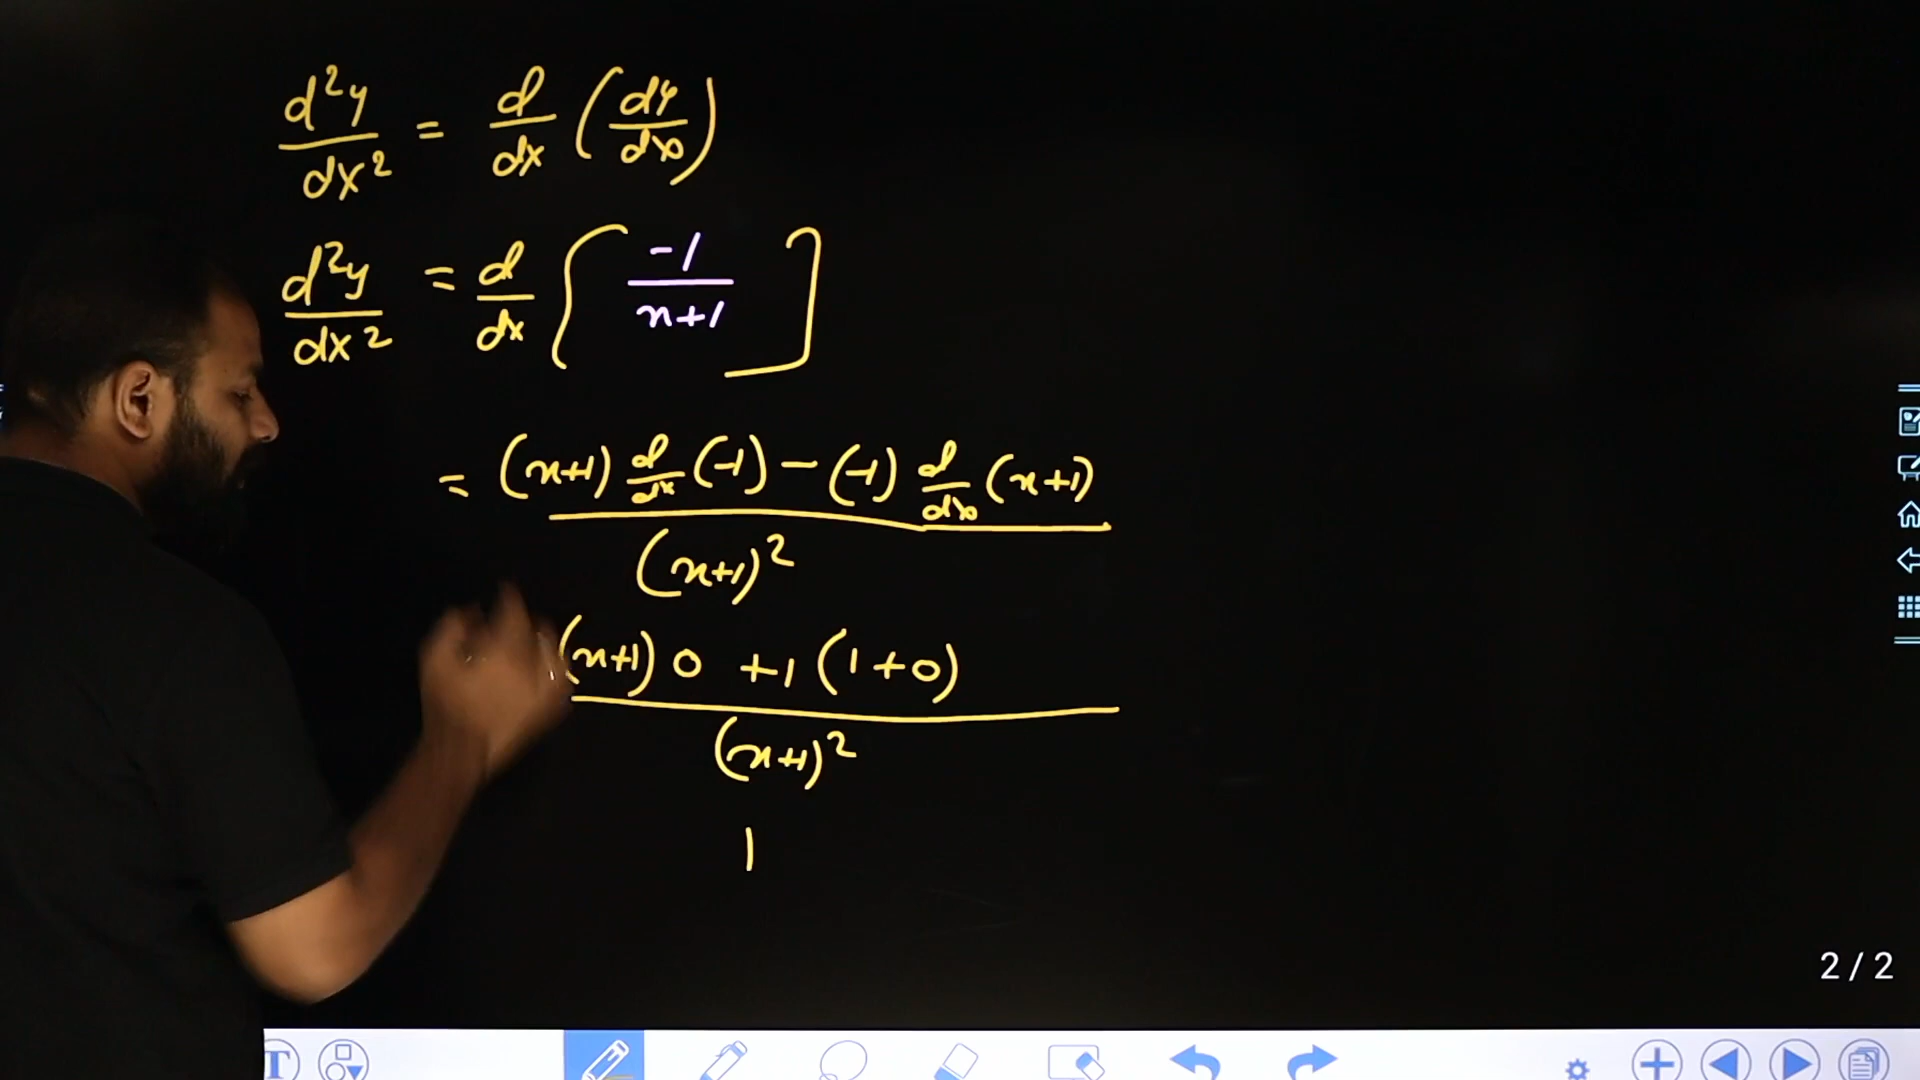 d²y/dx² = d/dx (dy/dx)
d²y/dx² = d/dx [ -1/x+1 ]
= (x+1) d/dx (-1) - (-1) d/dx (x+1) / (x+1)²
(x+1) 0 + 1 (1+0) / (x+1)²
1
2 / 2
T